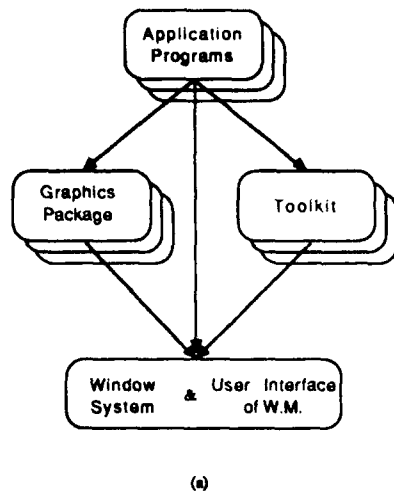 Application
Programs
Graphics
Package
Toolkit
Window
System
&
User Interface
of W.M.
(a)